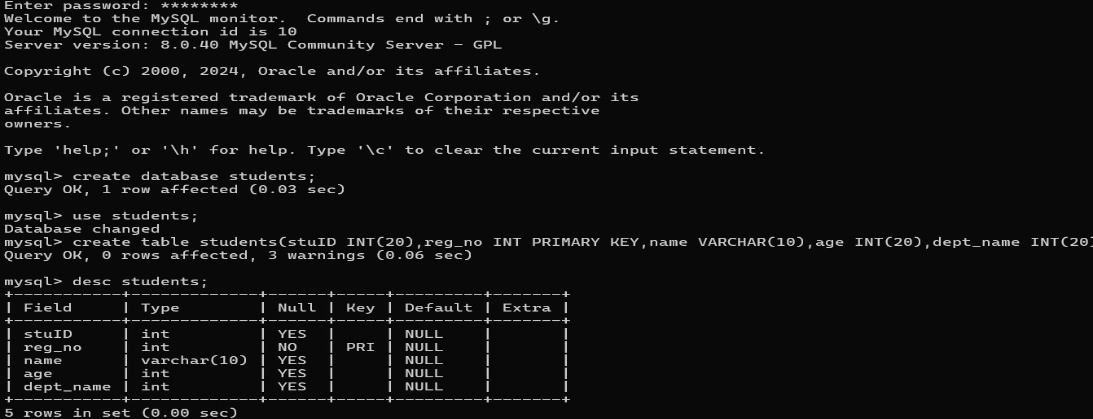 Enter password: ********
Welcome to the MySQL monitor.  Commands end with ; or \g.
Your MySQL connection id is 10
Server version: 8.0.40 MySQL Community Server - GPL

Copyright (c) 2000, 2024, Oracle and/or its affiliates.

Oracle is a registered trademark of Oracle Corporation and/or its
affiliates. Other names may be trademarks of their respective
owners.

Type 'help;' or '\h' for help. Type '\c' to clear the current input statement.

mysql> create database students;
Query OK, 1 row affected (0.03 sec)

mysql> use students;
Database changed
mysql> create table students(stuID INT(20),reg_no INT PRIMARY KEY,name VARCHAR(10),age INT(20),dept_name INT(20)
Query OK, 0 rows affected, 3 warnings (0.06 sec)

mysql> desc students;
+-----------+-------------+------+-----+---------+-------+
| Field     | Type        | Null | Key | Default | Extra |
+-----------+-------------+------+-----+---------+-------+
| stuID     | int         | YES  |     | NULL    |       |
| reg_no    | int         | NO   | PRI | NULL    |       |
| name      | varchar(10) | YES  |     | NULL    |       |
| age       | int         | YES  |     | NULL    |       |
| dept_name | int         | YES  |     | NULL    |       |
+-----------+-------------+------+-----+---------+-------+
5 rows in set (0.00 sec)